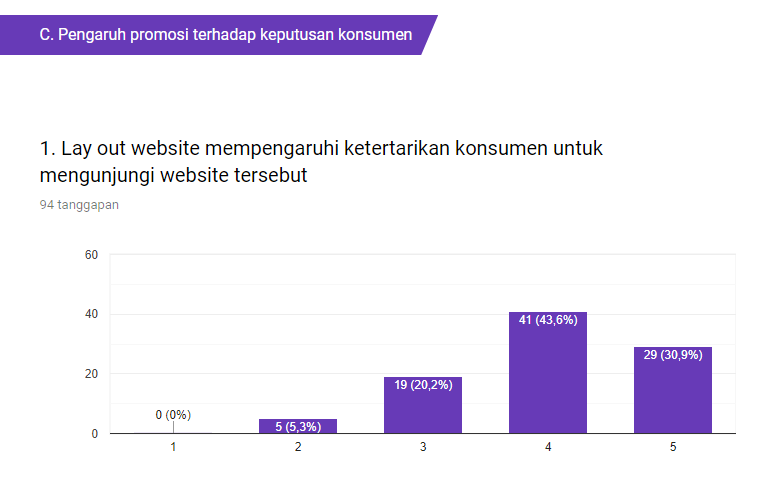 C. Pengaruh promosi terhadap keputusan konsumen
1. Lay out website mempengaruhi ketertarikan konsumen untuk
mengunjungi website tersebut
94 tanggapan
60
40
20
0
0 (0%)
5 (5,3%)
19 (20,2%)
41 (43,6%)
29 (30,9%)
1 2 3 4 5